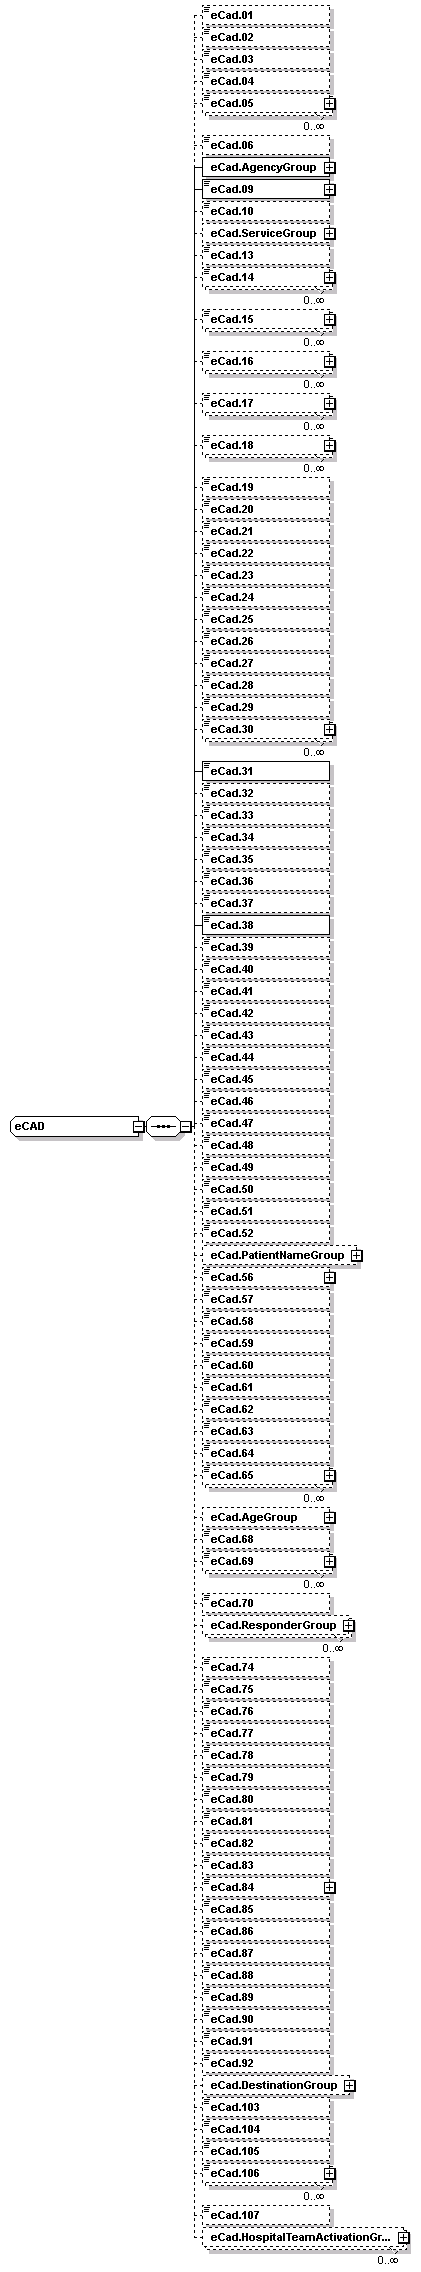 eCad.01
eCad.02
eCad.03
eCad.04
eCad.05
0..∞
eCad.06
eCad.AgencyGroup
eCad.09
eCad.10
eCad.ServiceGroup
eCad.13
eCad.14
0..∞
eCad.15
0..∞
eCad.16
0..∞
eCad.17
0..∞
eCad.18
0..∞
eCad.19
eCad.20
eCad.21
eCad.22
eCad.23
eCad.24
eCad.25
eCad.26
eCad.27
eCad.28
eCad.29
eCad.30
0..∞
eCad.31
eCad.32
eCad.33
eCad.34
eCad.35
eCad.36
eCad.37
eCad.38
eCad.39
eCad.40
eCad.41
eCad.42
eCad.43
eCad.44
eCad.45
eCad.46
eCAD
eCad.47
eCad.48
eCad.49
eCad.50
eCad.51
eCad.52
eCad.PatientNameGroup
eCad.56
eCad.57
eCad.58
eCad.59
eCad.60
eCad.61
eCad.62
eCad.63
eCad.64
eCad.65
0..∞
eCad.AgeGroup
eCad.68
eCad.69
0..∞
eCad.70
eCad.ResponderGroup
0..∞
eCad.74
eCad.75
eCad.76
eCad.77
eCad.78
eCad.79
eCad.80
eCad.81
eCad.82
eCad.83
eCad.84
eCad.85
eCad.86
eCad.87
eCad.88
eCad.89
eCad.90
eCad.91
eCad.92
eCad.DestinationGroup
eCad.103
eCad.104
eCad.105
eCad.106
0..∞
eCad.107
eCad.HospitalTeamActivationGr...
0..∞